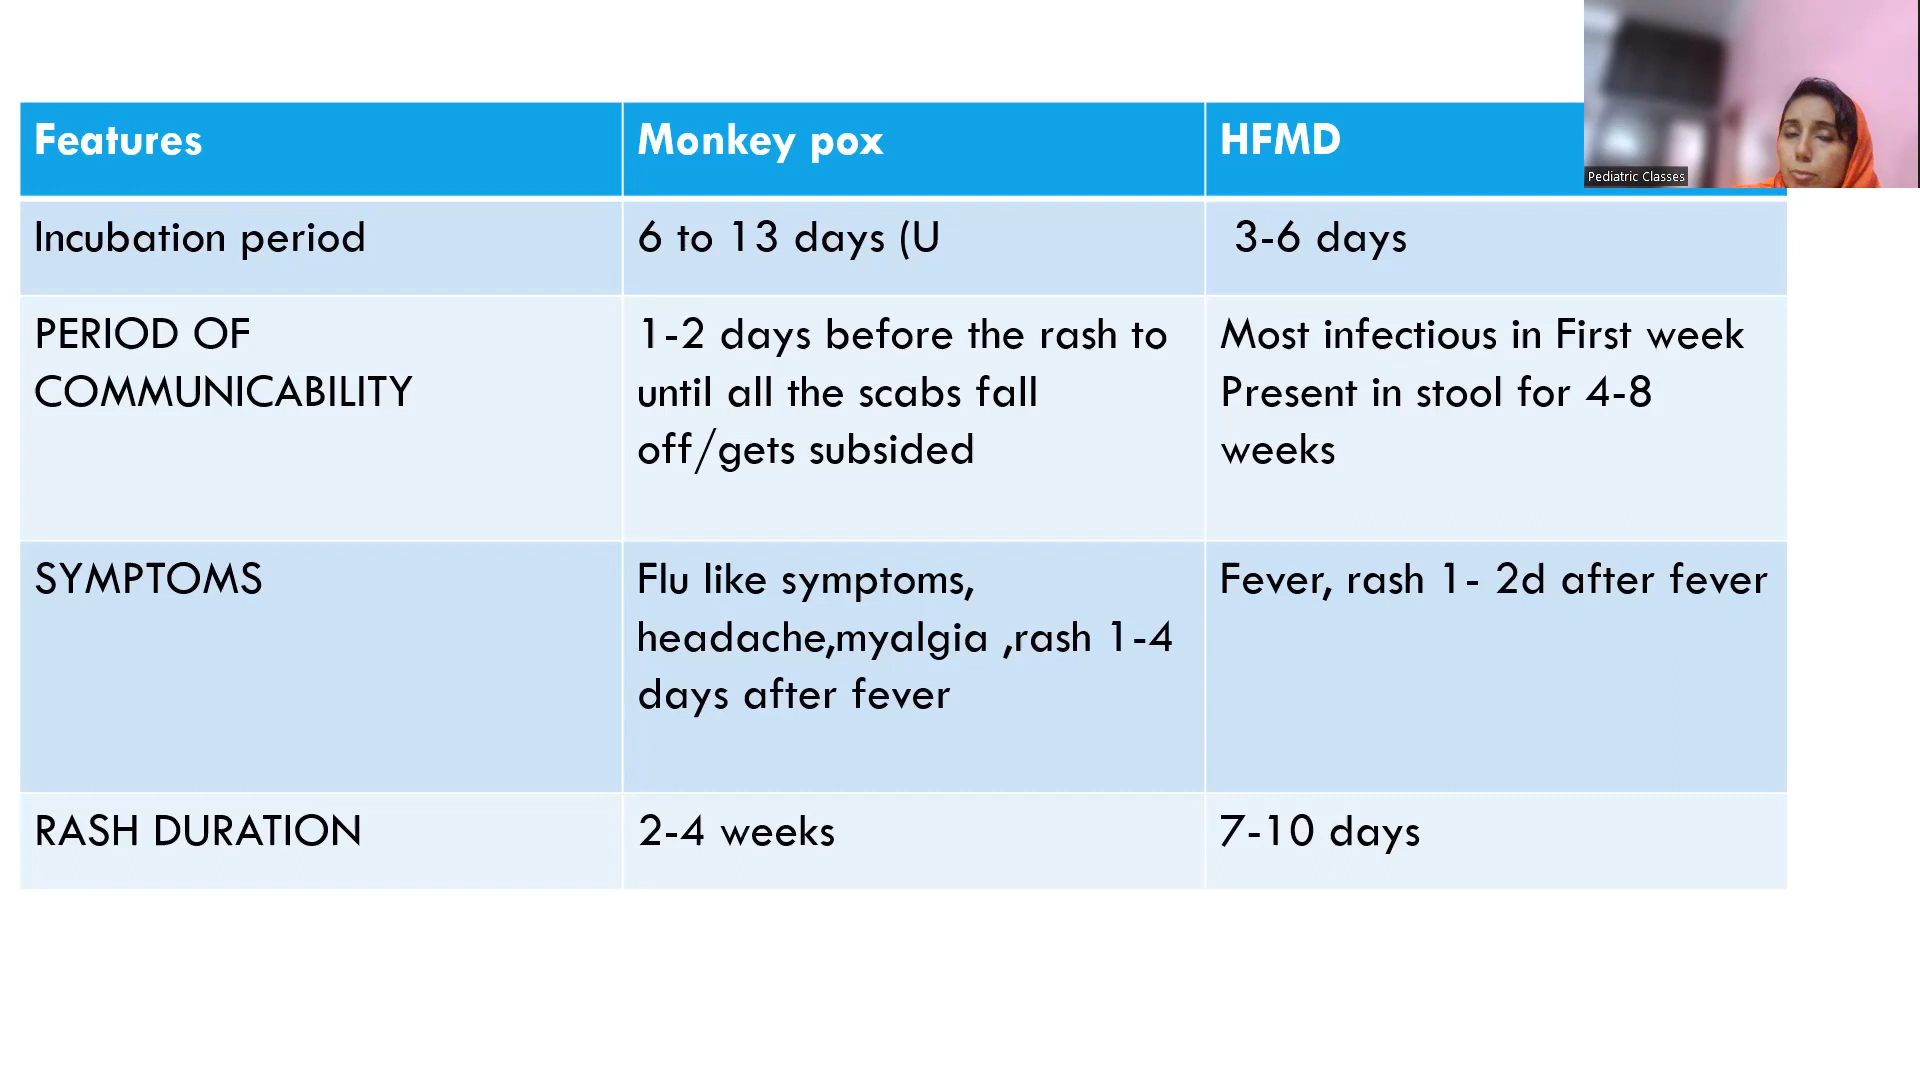 Features
Monkey pox
HFMD
Pediatric Classes
Incubation period
6 to 13 days (U
3-6 days
PERIOD OF
COMMUNICABILITY
1-2 days before the rash to
until all the scabs fall
off/gets subsided
Most infectious in First week
Present in stool for 4-8
weeks
SYMPTOMS
Flu like symptoms,
headache,myalgia ,rash 1-4
days after fever
Fever, rash 1- 2d after fever
RASH DURATION
2-4 weeks
7-10 days